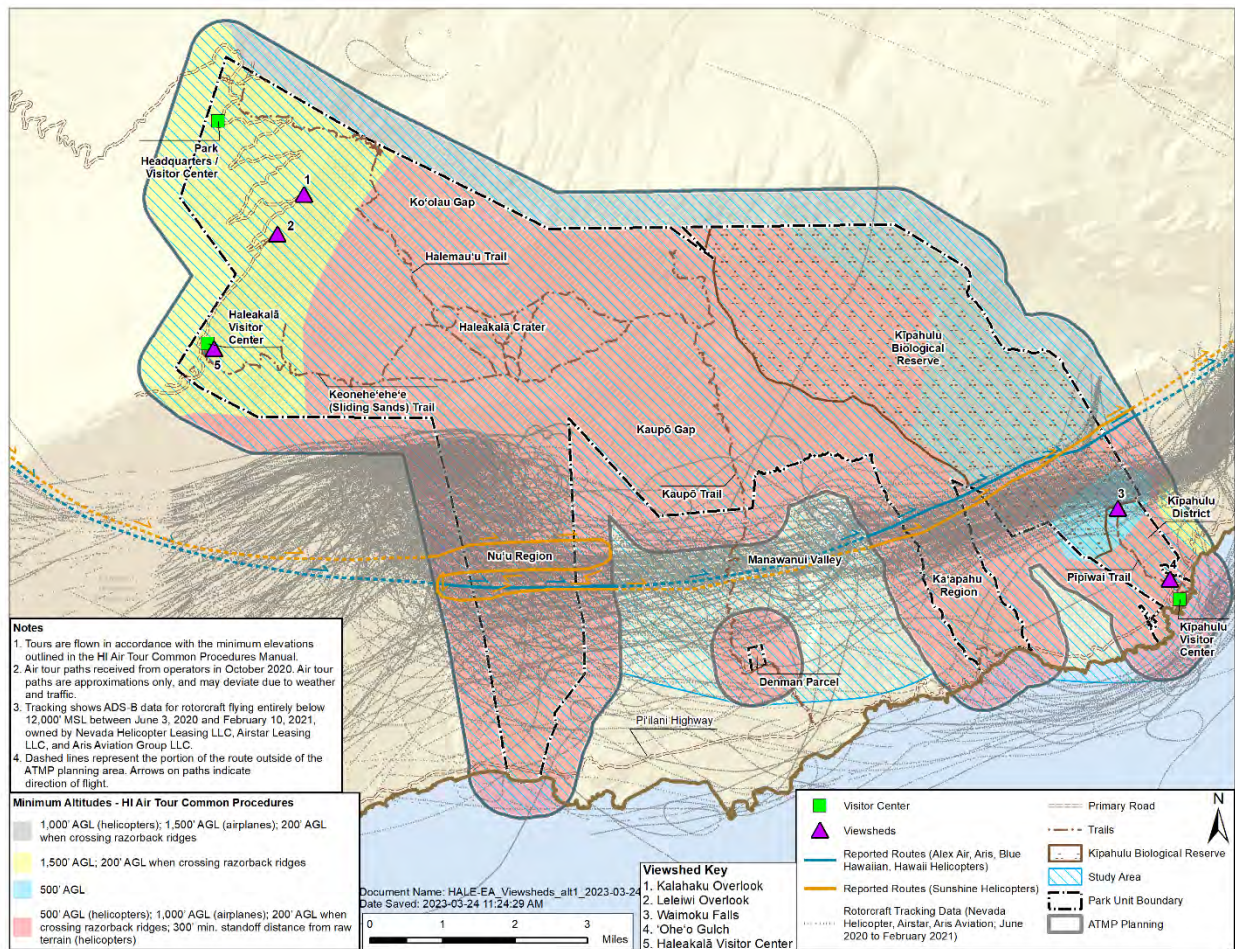 Park
Headquarters /
Visitor Center
1
2
Koʻolau Gap
Halemauʻu Trail
Haleakalā
Visitor
Center
Haleakalā Crater
5
Kīpahulu
Biological
Reserve
Keoneheʻeheʻe
(Sliding Sands) Trail
Kaupō Gap
Kaupō Trail
3
Kīpahulu
District
Nuʻu Region
Manawainui Valley
Kaʻapahu
Region
Pīpīwai Trail
4
Kīpahulu
Visitor
Center
Denman Parcel
Piʻilani Highway
Notes
1. Tours are flown in accordance with the minimum elevations
outlined in the HI Air Tour Common Procedures Manual.
2. Air tour paths received from operators in October 2020. Air tour
paths are approximations only, and may deviate due to weather
and traffic.
3. Tracking shows ADS-B data for rotorcraft flying entirely below
12,000' MSL between June 3, 2020 and February 10, 2021,
owned by Nevada Helicopter Leasing LLC, Airstar Leasing
LLC, and Aris Aviation Group LLC.
4. Dashed lines represent the portion of the route outside of the
ATMP planning area. Arrows on paths indicate
direction of flight.
Minimum Altitudes - HI Air Tour Common Procedures
1,000' AGL (helicopters); 1,500' AGL (airplanes); 200' AGL
when crossing razorback ridges
1,500' AGL; 200' AGL when crossing razorback ridges
500' AGL
500' AGL (helicopters); 1,000' AGL (airplanes); 200' AGL when
crossing razorback ridges; 300' min. standoff distance from raw
terrain (helicopters)
Document Name: HALE-EA_Viewsheds_alt1_2023-03-24
Date Saved: 2023-03-24 11:24:29 AM
0 1 2 3
Miles
Viewshed Key
1. Kalahaku Overlook
2. Leleiwi Overlook
3. Waimoku Falls
4. ʻOheʻo Gulch
5. Haleakalā Visitor Center
Visitor Center
Viewsheds
Reported Routes (Alex Air, Aris, Blue
Hawaiian, Hawaii Helicopters)
Reported Routes (Sunshine Helicopters)
Rotorcraft Tracking Data (Nevada
Helicopter, Airstar, Aris Aviation; June
2020 to February 2021)
Primary Road
Trails
Kīpahulu Biological Reserve
Study Area
Park Unit Boundary
ATMP Planning
N